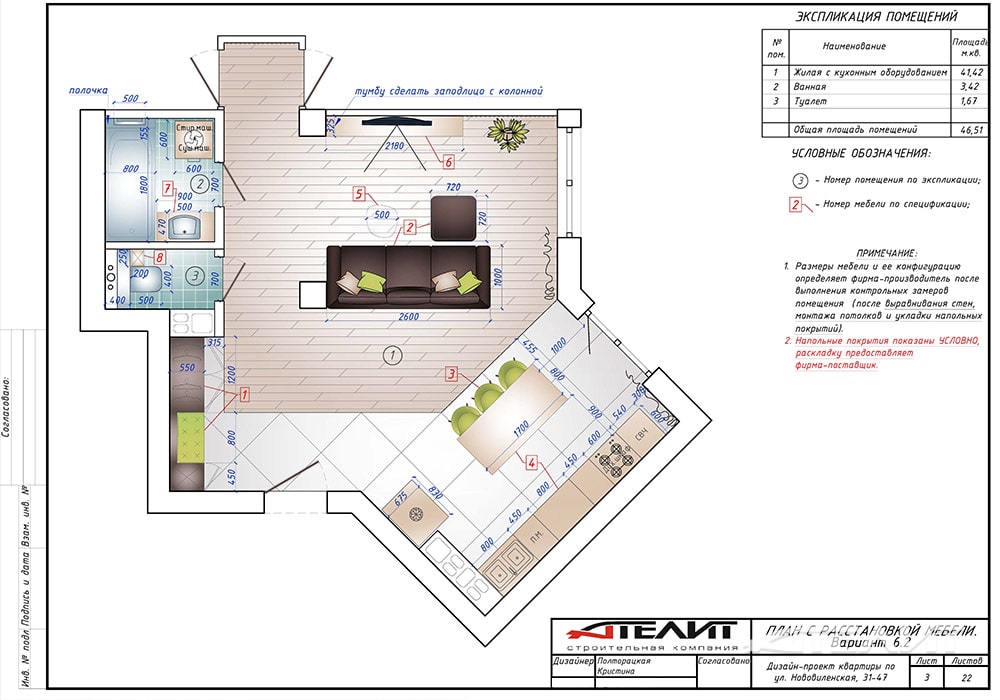 ЭКСПЛИКАЦИЯ ПОМЕЩЕНИЙ
№ пом.
Наименование
Площадь м.кв.
1 Жилая с кухонным оборудованием 41,42
2 Ванная 3,42
3 Туалет 1,67
Общая площадь помещений 46,51
УСЛОВНЫЕ ОБОЗНАЧЕНИЯ:
3 - Номер помещения по экспликации;
2 - Номер мебели по спецификации;
ПРИМЕЧАНИЕ:
1. Размеры мебели и ее конфигурацию
определяет фирма-производитель после
выполнения контрольных замеров
помещения (после выравнивания стен,
монтажа потолков и укладки напольных
покрытий).
2. Напольные покрытия показаны УСЛОВНО,
раскладку предоставляет
фирма-поставщик.
полочка
500
тумбу сделать заподлицо с колонной
155
600
Стир.маш.
Суш.маш.
325
2180
6
800
1800
600
2
700
7
900
500
470
5
500
2
720
720
250
8
200
400
3
700
400
500
1000
2600
315
550
1200
1
1
800
450
455
1000
800
3
900
1700
4
300
540
600
600
СВЧ
450
800
450
П.М.
800
675
830
Согласовано:
Инв. № подл.
Подпись и дата
Взам. инв. №
АТЕЛИТ
строительная компания
ПЛАН С РАССТАНОВКОЙ МЕБЕЛИ.
Вариант 6.2
Дизайнер
Полторацкая
Кристина
Согласовано
Дизайн-проект квартиры по
ул. Нововиленская, 31-47
Лист
Листов
3
22